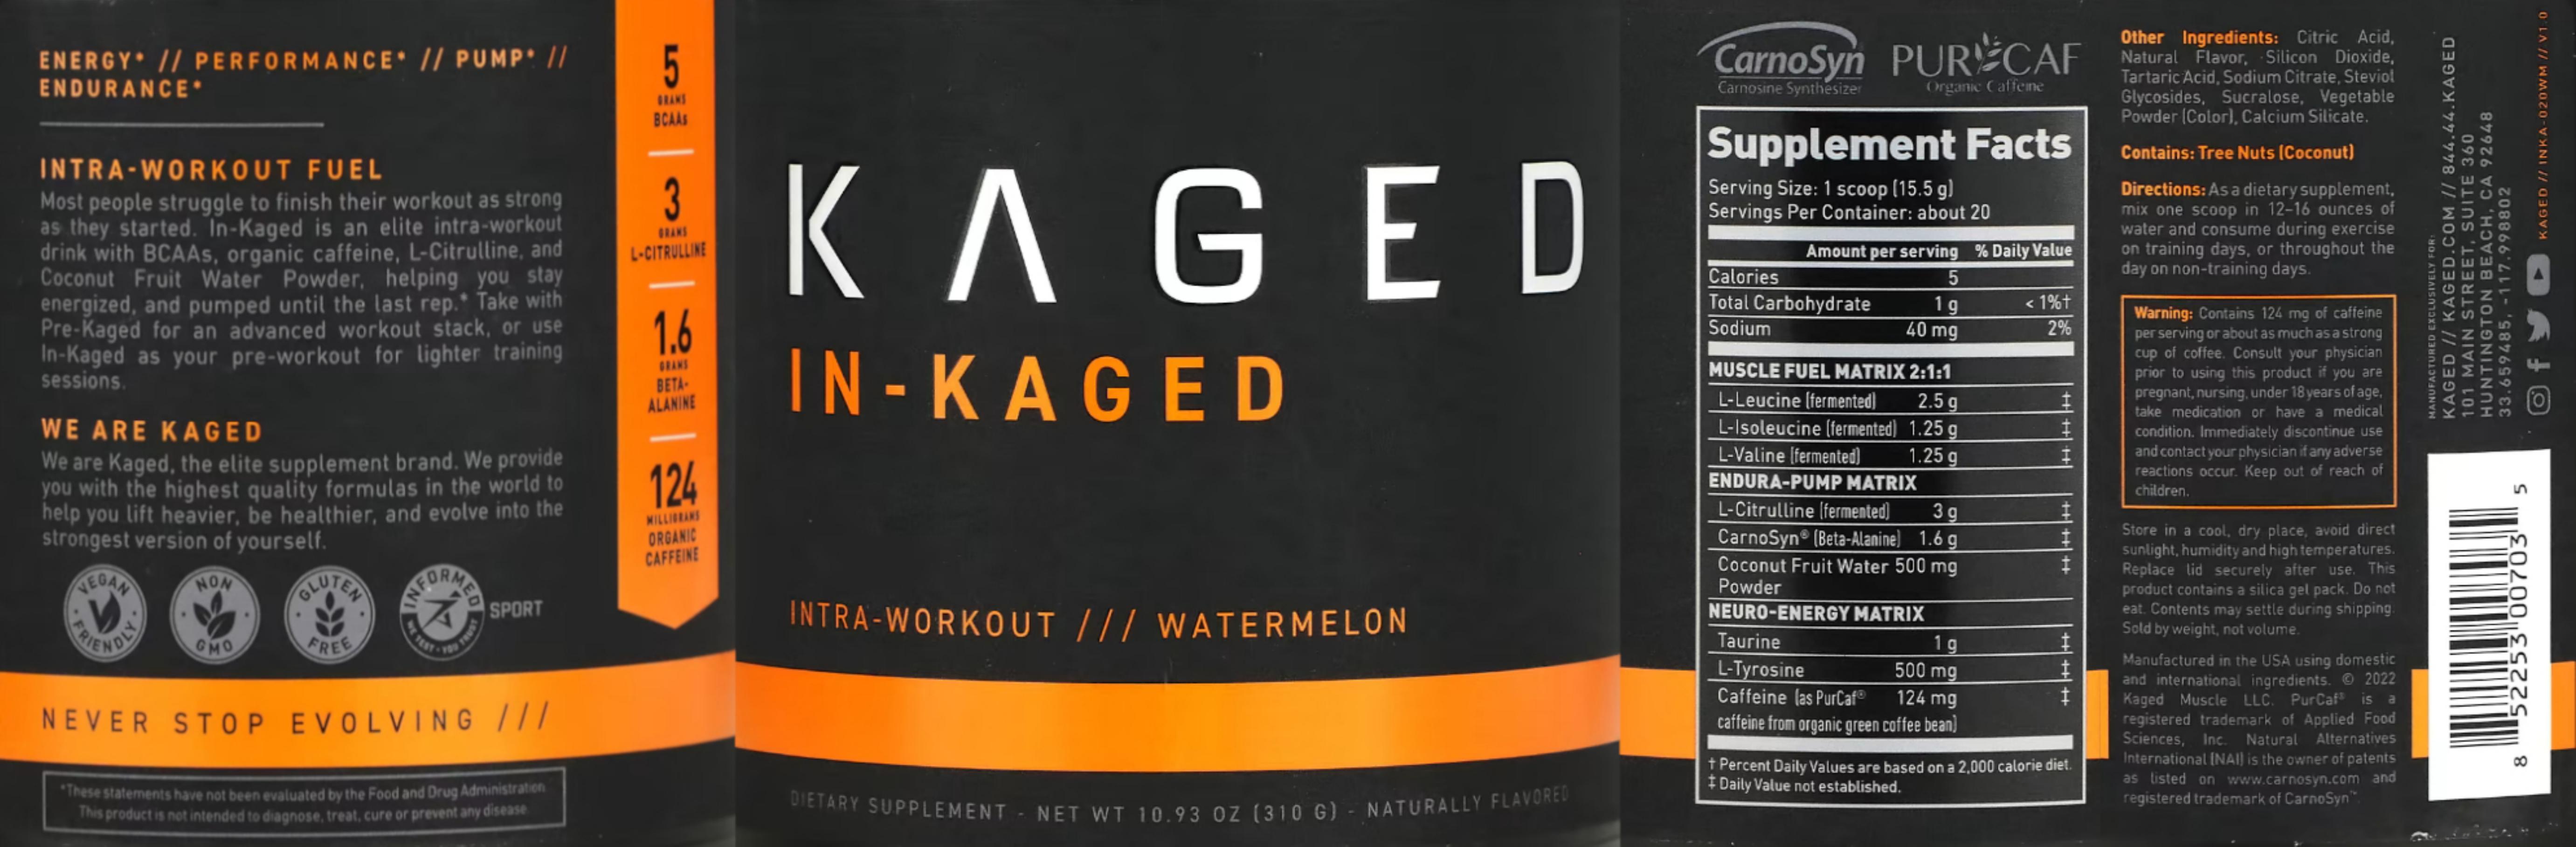 ENERGY* // PERFORMANCE* // PUMP* //
ENDURANCE*
INTRA-WORKOUT FUEL
Most people struggle to finish their workout as strong
as they started. In-Kaged is an elite intra-workout
drink with BCAAs, organic caffeine, L-Citrulline, and
Coconut Fruit Water Powder, helping you stay
energized, and pumped until the last rep.* Take with
Pre-Kaged for an advanced workout stack, or use
In-Kaged as your pre-workout for lighter training
sessions.
WE ARE KAGED
We are Kaged, the elite supplement brand. We provide
you with the highest quality formulas in the world to
help you lift heavier, be healthier, and evolve into the
strongest version of yourself.
VEGAN FRIENDLY
NON GMO
GLUTEN FREE
INFORMED
WE TEST • YOU TRUST
SPORT
NEVER STOP EVOLVING ///
*These statements have not been evaluated by the Food and Drug Administration.
This product is not intended to diagnose, treat, cure or prevent any disease.
5
GRAMS
BCAAs
3
GRAMS
L-CITRULLINE
1.6
GRAMS
BETA-
ALANINE
124
MILLIGRAMS
ORGANIC
CAFFEINE
KAGED
IN-KAGED
INTRA-WORKOUT /// WATERMELON
DIETARY SUPPLEMENT - NET WT 10.93 OZ (310 G) - NATURALLY FLAVORED
CarnoSyn
Carnosine Synthesizer
PURCAF
Organic Caffeine
Supplement Facts
Serving Size: 1 scoop (15.5 g)
Servings Per Container: about 20
Amount per serving % Daily Value
Calories 5
Total Carbohydrate 1 g < 1%†
Sodium 40 mg 2%
MUSCLE FUEL MATRIX 2:1:1
L-Leucine (fermented) 2.5 g ‡
L-Isoleucine (fermented) 1.25 g ‡
L-Valine (fermented) 1.25 g ‡
ENDURA-PUMP MATRIX
L-Citrulline (fermented) 3 g ‡
CarnoSyn® (Beta-Alanine) 1.6 g ‡
Coconut Fruit Water 500 mg ‡
Powder
NEURO-ENERGY MATRIX
Taurine 1 g ‡
L-Tyrosine 500 mg ‡
Caffeine (as PurCaf® 124 mg ‡
caffeine from organic green coffee bean)
† Percent Daily Values are based on a 2,000 calorie diet.
‡ Daily Value not established.
Other Ingredients: Citric Acid,
Natural Flavor, Silicon Dioxide,
Tartaric Acid, Sodium Citrate, Steviol
Glycosides, Sucralose, Vegetable
Powder (Color), Calcium Silicate.
Contains: Tree Nuts (Coconut)
Directions: As a dietary supplement,
mix one scoop in 12–16 ounces of
water and consume during exercise
on training days, or throughout the
day on non-training days.
Warning: Contains 124 mg of caffeine
per serving or about as much as a strong
cup of coffee. Consult your physician
prior to using this product if you are
pregnant, nursing, under 18 years of age,
take medication or have a medical
condition. Immediately discontinue use
and contact your physician if any adverse
reactions occur. Keep out of reach of
children.
Store in a cool, dry place, avoid direct
sunlight, humidity and high temperatures.
Replace lid securely after use. This
product contains a silica gel pack. Do not
eat. Contents may settle during shipping.
Sold by weight, not volume.
Manufactured in the USA using domestic
and international ingredients. © 2022
Kaged Muscle LLC. PurCaf® is a
registered trademark of Applied Food
Sciences, Inc. Natural Alternatives
International (NAI) is the owner of patents
as listed on www.carnosyn.com and
registered trademark of CarnoSyn™.
MANUFACTURED EXCLUSIVELY FOR:
KAGED // KAGED.COM // 844.44.KAGED
101 MAIN STREET, SUITE 360
HUNTINGTON BEACH, CA 92648
33.659485, -117.998802
KAGED // INKA-020WM // V1.0
8 52253 00703 5